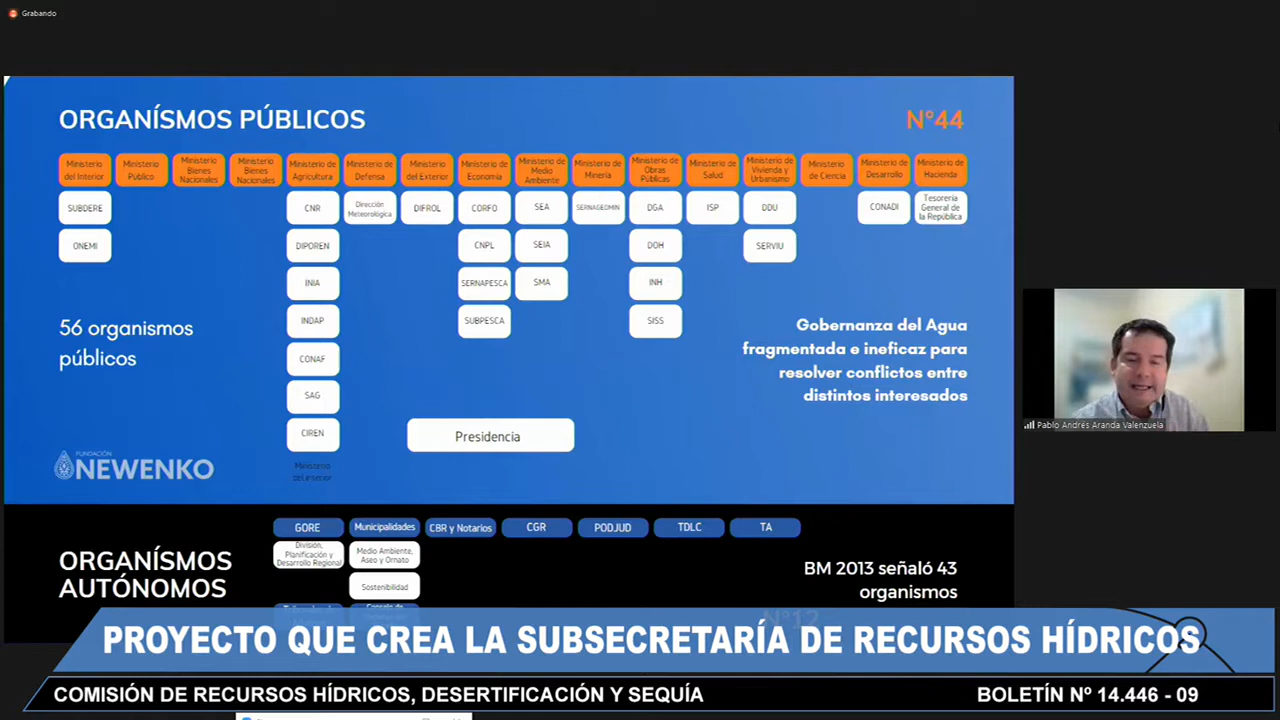 Grabando
ORGANÍSMOS PÚBLICOS
N°44
Ministerio
del Interior
Ministerio
Público
Ministerio
Bienes
Nacionales
Ministerio
Bienes
Nacionales
Ministerio de
Agricultura
Ministerio de
Defensa
Ministerio
del Exterior
Ministerio de
Economía
Ministerio de
Medio
Ambiente
Ministerio de
Minería
Ministerio de
Obras
Públicas
Ministerio de
Salud
Ministerio de
Vivienda y
Urbanismo
Ministerio
de Ciencia
Ministerio de
Desarrollo
Ministerio de
Hacienda
SUBDERE
CNR
Dirección
Meteorológica
DIFROL
CORFO
SEA
SERNAGEOMIN
DGA
ISP
DDU
CONADI
Tesorería
General de
la República
ONEMI
DIPOREN
CNPL
SEIA
DOH
SERVIU
INIA
SERNAPESCA
SMA
INH
INDAP
SUBPESCA
SISS
CONAF
SAG
CIREN
Ministerio
del Interior
56 organismos
públicos
Gobernanza del Agua
fragmentada e ineficaz para
resolver conflictos entre
distintos interesados
Presidencia
FUNDACIÓN
NEWENKO
Pablo Andrés Aranda Valenzuela
ORGANÍSMOS
AUTÓNOMOS
GORE
Municipalidades
CBR y Notarios
CGR
PODJUD
TDLC
TA
División,
Planificación y
Desarrollo Regional
Medio Ambiente,
Aseo y Ornato
Sostenibilidad
BM 2013 señaló 43
organismos
N°12
PROYECTO QUE CREA LA SUBSECRETARÍA DE RECURSOS HÍDRICOS
COMISIÓN DE RECURSOS HÍDRICOS, DESERTIFICACIÓN Y SEQUÍA
BOLETÍN Nº 14.446 - 09